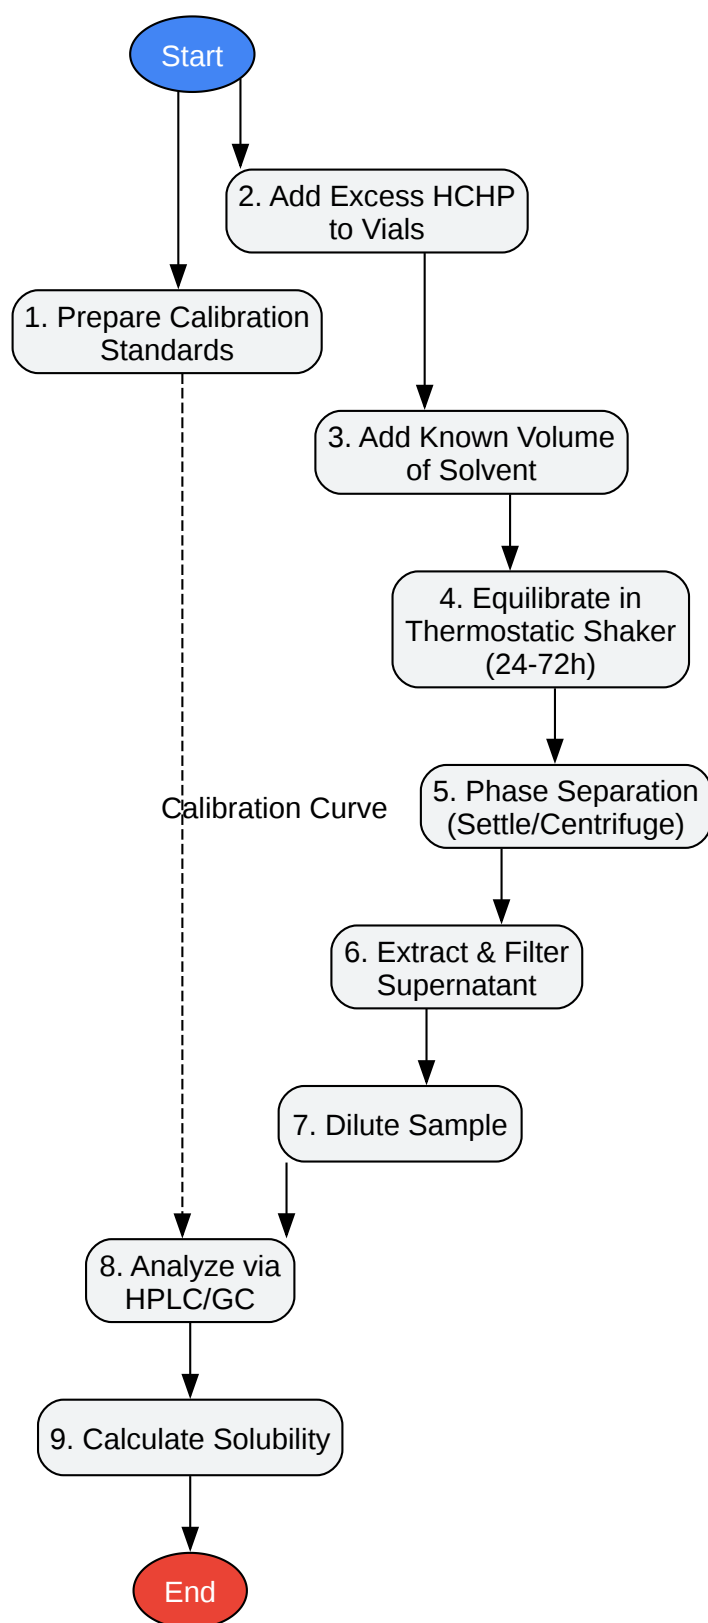 Start
2. Add Excess HCHP
to Vials
1. Prepare Calibration
Standards
3. Add Known Volume
of Solvent
4. Equilibrate in
Thermostatic Shaker
(24-72h)
Calibration Curve
5. Phase Separation
(Settle/Centrifuge)
6. Extract & Filter
Supernatant
7. Dilute Sample
8. Analyze via
HPLC/GC
9. Calculate Solubility
End